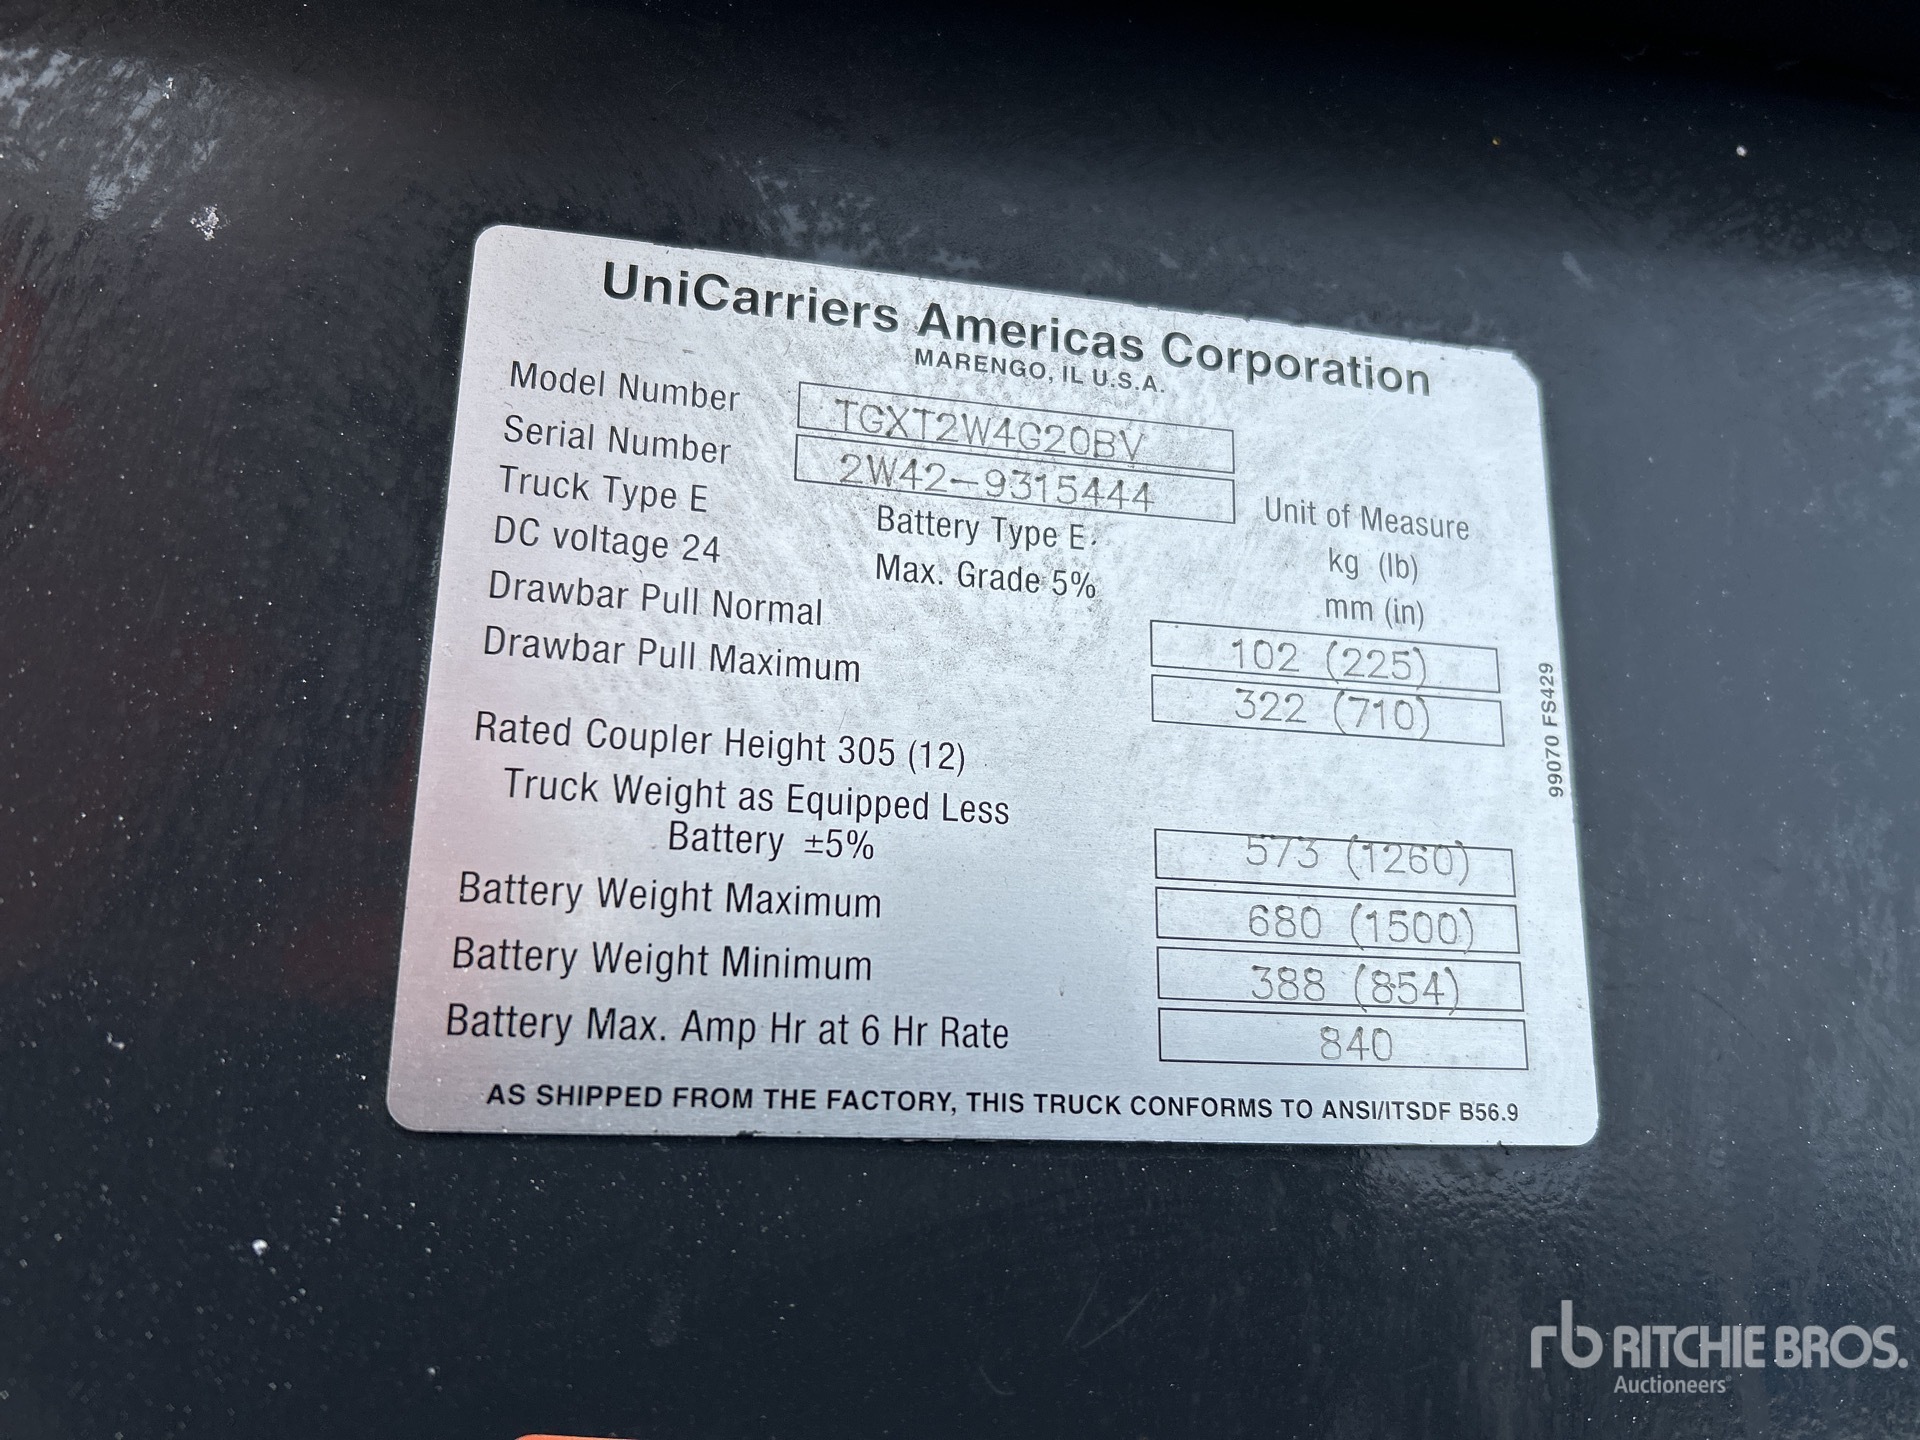 UniCarriers Americas Corporation
MARENGO, IL U.S.A.
Model Number TGXT2W4G20BV
Serial Number 2W42-9315444
Truck Type E Battery Type E Unit of Measure
DC voltage 24 Max. Grade 5% kg (lb)
mm (in)
Drawbar Pull Normal 102 (225)
Drawbar Pull Maximum 322 (710)
Rated Coupler Height 305 (12)
Truck Weight as Equipped Less
Battery ±5% 573 (1260)
Battery Weight Maximum 680 (1500)
Battery Weight Minimum 388 (854)
Battery Max. Amp Hr at 6 Hr Rate 840
AS SHIPPED FROM THE FACTORY, THIS TRUCK CONFORMS TO ANSI/ITSDF B56.9
99070 FS429
rb RITCHIE BROS.
Auctioneers